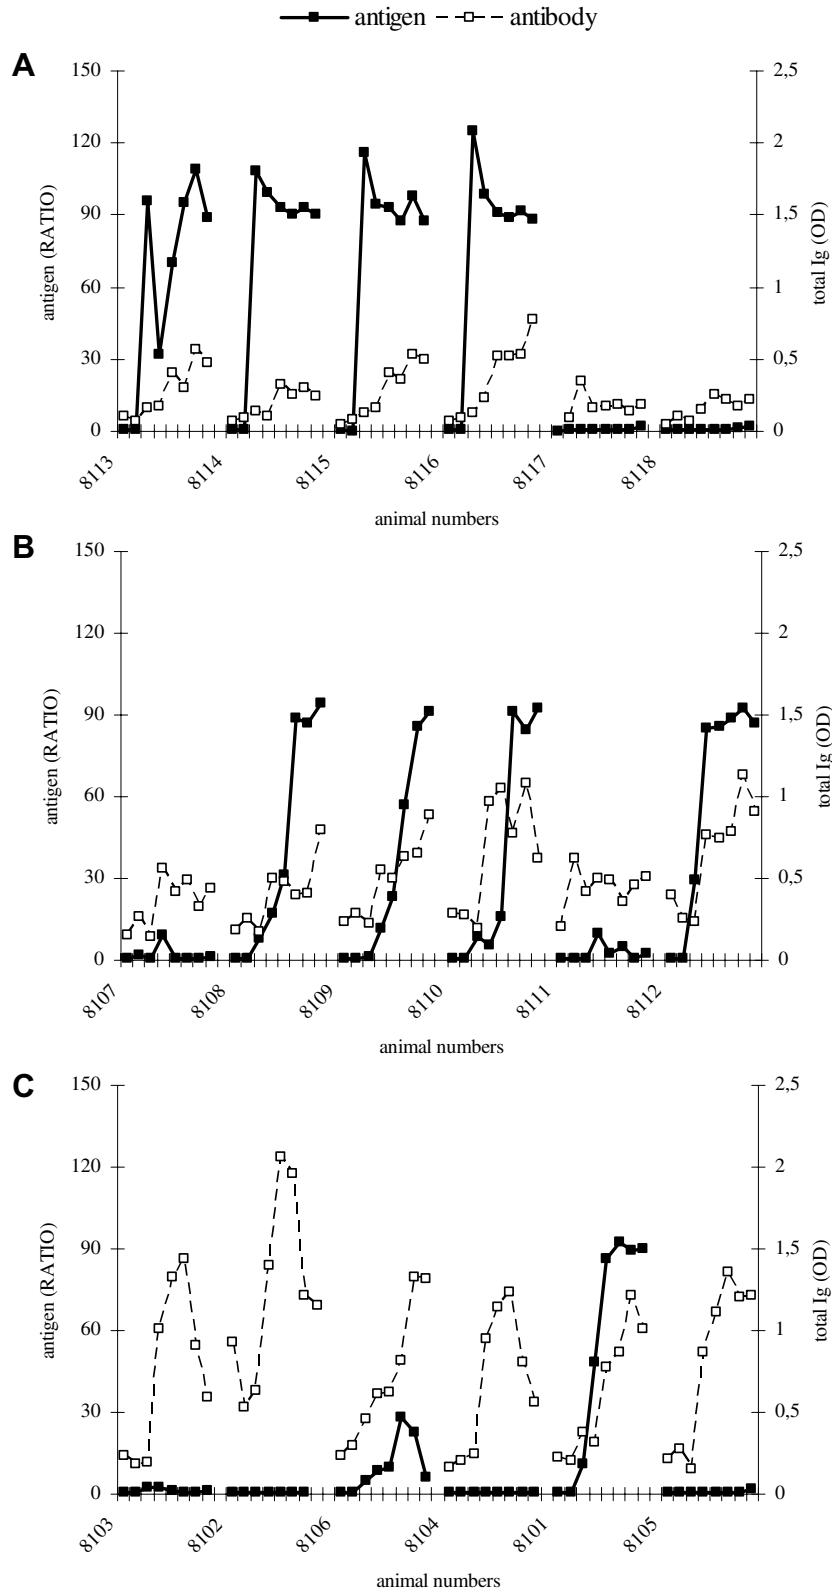 antigen antibody
A
150 2,5
120 2
90 1,5
60 1
30 0,5
0 0
antigen (RATIO)
total Ig (OD)
8113 8114 8115 8116 8117 8118
animal numbers
B
150 2,5
120 2
90 1,5
60 1
30 0,5
0 0
antigen (RATIO)
total Ig (OD)
8107 8108 8109 8110 8111 8112
animal numbers
C
150 2,5
120 2
90 1,5
60 1
30 0,5
0 0
antigen (RATIO)
total Ig (OD)
8103 8102 8106 8104 8101 8105
animal numbers